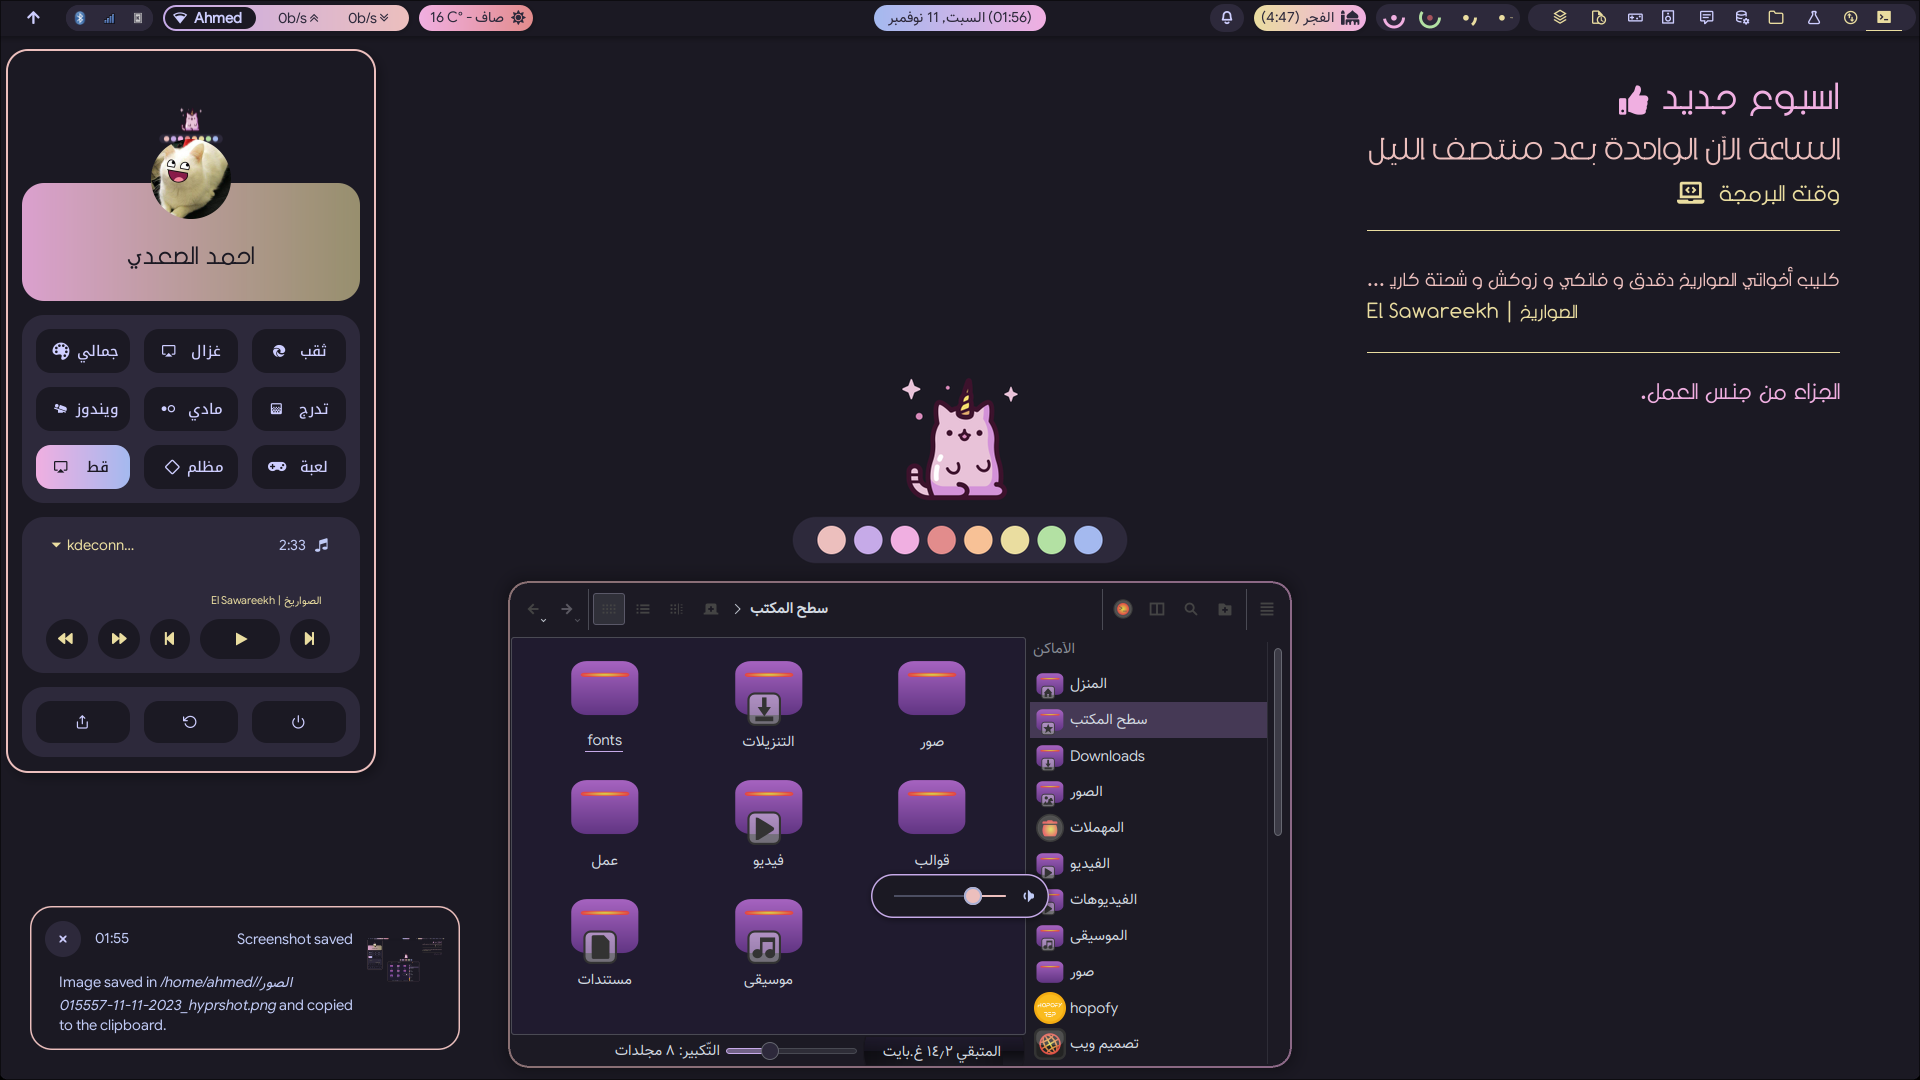 Ahmed
0b/s
0b/s
صاف - 16 C°
(01:56) السبت, 11 نوفمبر
الفجر (4:47)
اسبوع جديد
الساعة الآن الواحدة بعد منتصف الليل
وقت البرمجة
كليب أخواتي الصواريخ دقدق و فانكي و زوكش و شحتة كاريـ ...
El Sawareekh | الصواريخ
الجزاء من جنس العمل.
احمد الصعدي
ثقب
غزال
جمالي
تدرج
مادي
ويندوز
لعبة
مظلم
قط
kdeconn...
2:33
El Sawareekh | الصواريخ
01:55
Screenshot saved
Image saved in /home/ahmed//الصور
015557-11-11-2023_hyprshot.png and copied
to the clipboard.
سطح المكتب
fonts
التنزيلات
صور
عمل
فيديو
قوالب
مستندات
موسيقى
الأماكن
المنزل
سطح المكتب
Downloads
الصور
المهملات
الفيديو
الفيديوهات
الموسيقى
صور
hopofy
تصميم ويب
التّكبير: ٨ مجلدات
المتبقي ١٤٫٢ غ.بايت